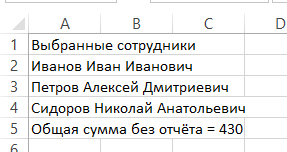 A B C D
1 Выбранные сотрудники
2 Иванов Иван Иванович
3 Петров Алексей Дмитриевич
4 Сидоров Николай Анатольевич
5 Общая сумма без отчёта = 430
6